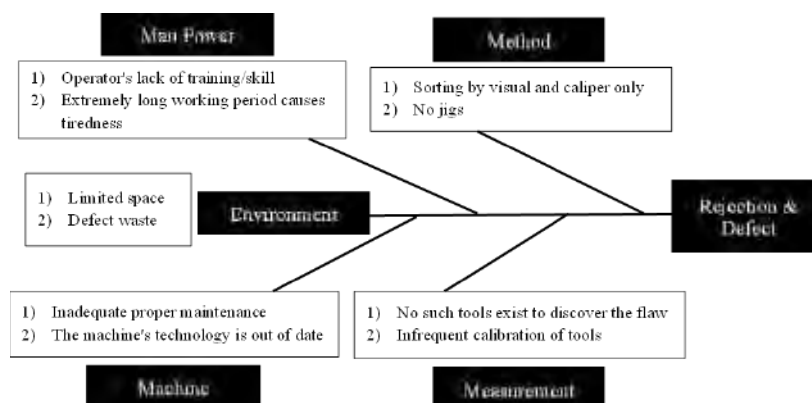 Man Power
1) Operator's lack of training/skill
2) Extremely long working period causes
tiredness
Method
1) Sorting by visual and caliper only
2) No jigs
1) Limited space
2) Defect waste
Environment
Rejection &
Defect
1) Inadequate proper maintenance
2) The machine's technology is out of date
Machine
1) No such tools exist to discover the flaw
2) Infrequent calibration of tools
Measurement